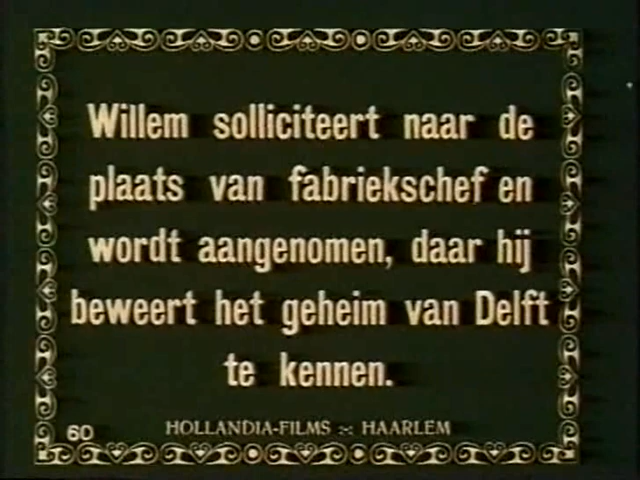 Willem solliciteert naar de
plaats van fabriekschef en
wordt aangenomen, daar hij
beweert het geheim van Delft
te kennen.
60 HOLLANDIA-FILMS HAARLEM